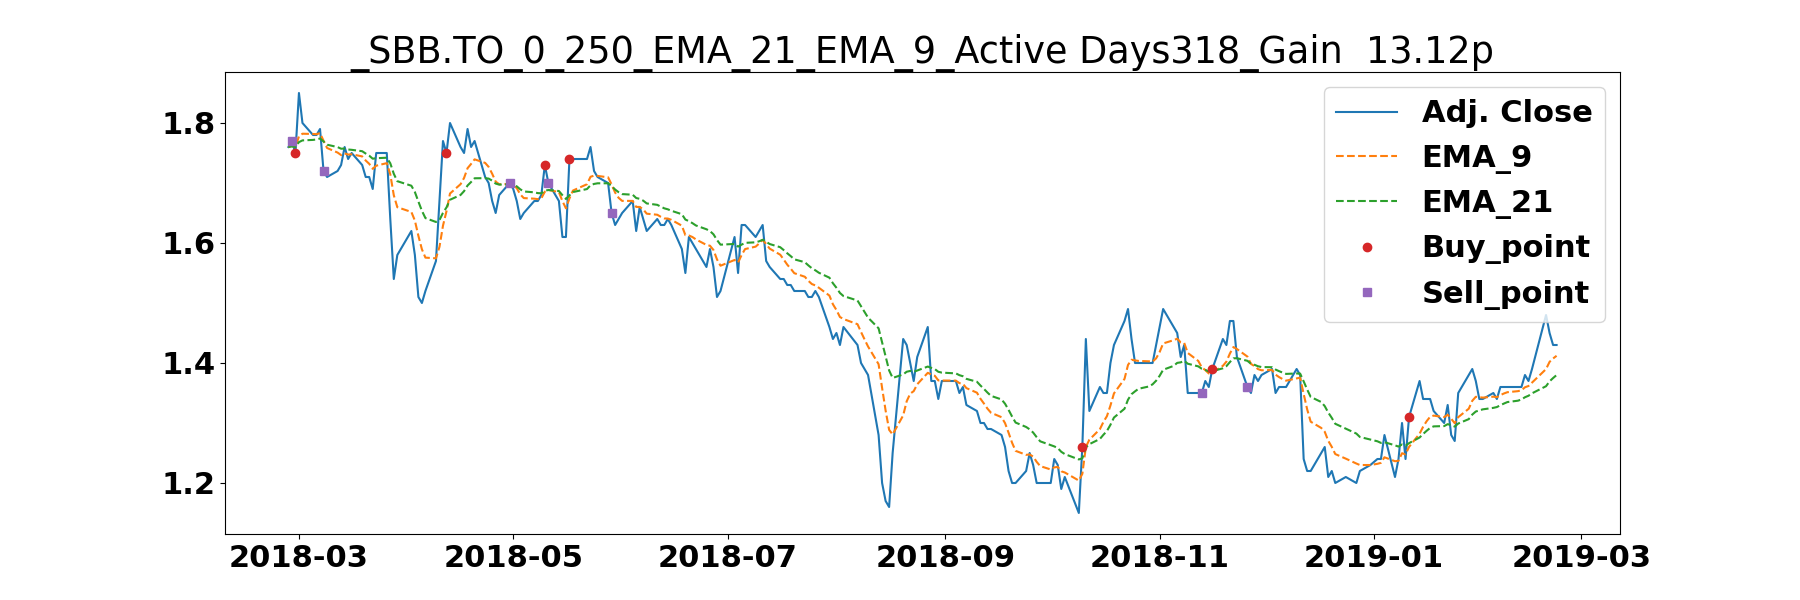 _SBB.TO_0_250_EMA_21_EMA_9_Active Days318_Gain  13.12p
1.8
1.6
1.4
1.2
2018-03 2018-05 2018-07 2018-09 2018-11 2019-01 2019-03
Adj. Close
EMA_9
EMA_21
Buy_point
Sell_point